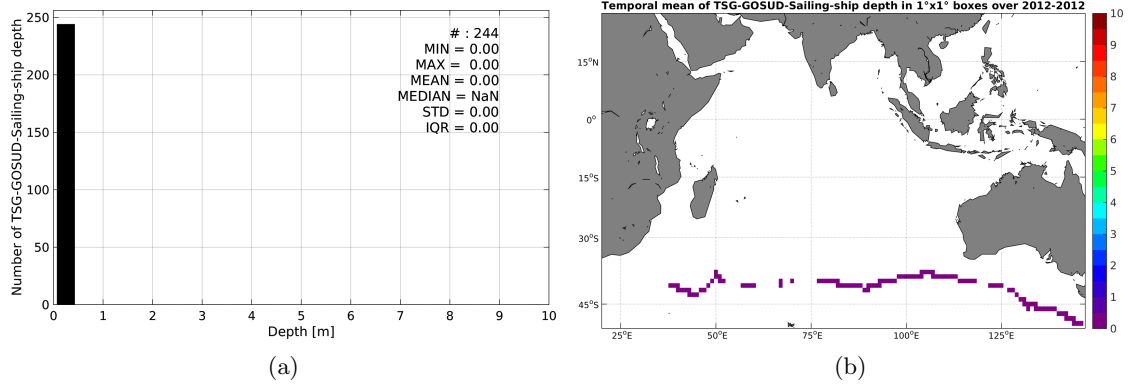 Number of TSG-GOSUD-Sailing-ship depth
250
200
150
100
50
0
# : 244
MIN = 0.00
MAX = 0.00
MEAN = 0.00
MEDIAN = NaN
STD = 0.00
IQR = 0.00
0 1 2 3 4 5 6 7 8 9 10
Depth [m]
(a)
Temporal mean of TSG-GOSUD-Sailing-ship depth in 1°x1° boxes over 2012-2012
15°N
0°
15°S
30°S
45°S
25°E 50°E 75°E 100°E 125°E
10
9
8
7
6
5
4
3
2
1
0
(b)